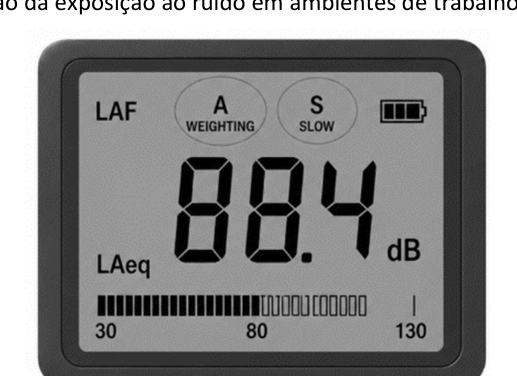 ão da exposição ao ruído em ambientes de trabalho
LAF
A
WEIGHTING
S
SLOW
88.4 dB
LAeq
30 80 130